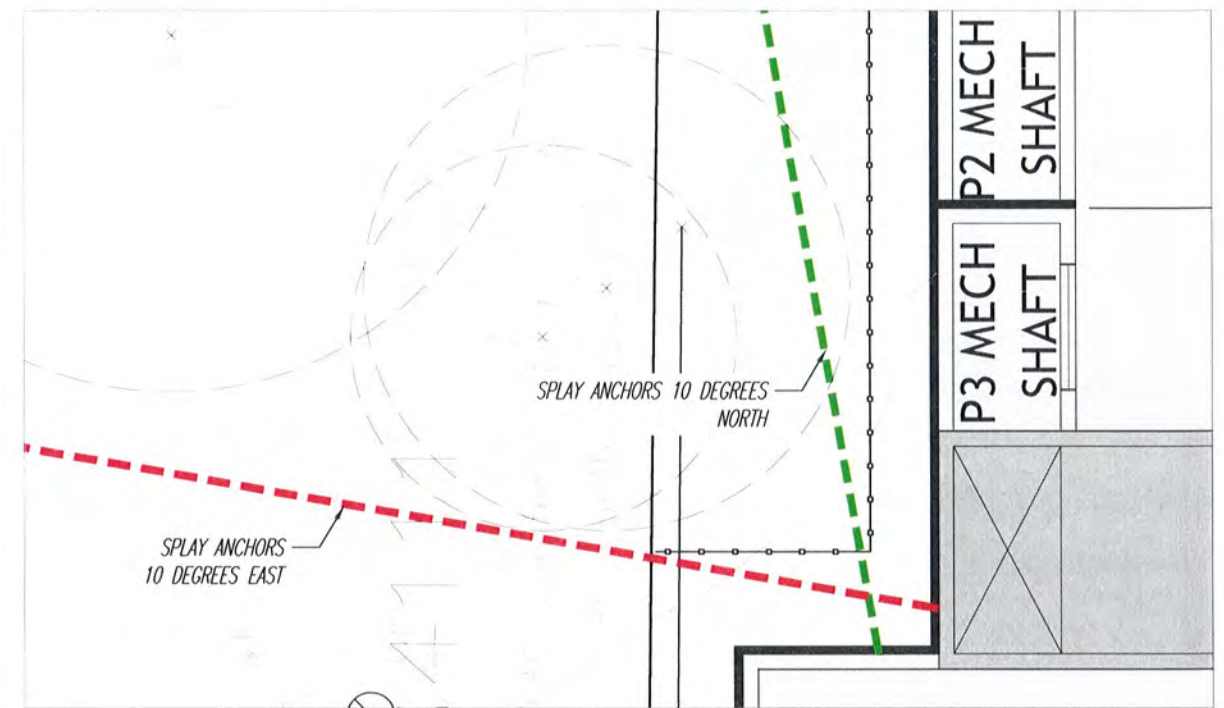 P2 MECH
SHAFT
P3 MECH
SHAFT
SPLAY ANCHORS 10 DEGREES
NORTH
SPLAY ANCHORS
10 DEGREES EAST